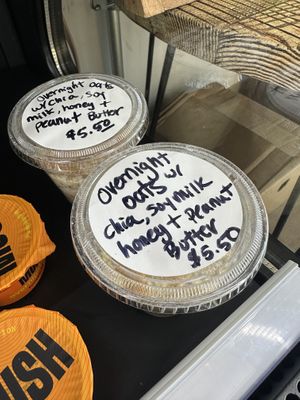 overnight oats
w/ chia, soy
milk, honey +
Peanut Butter
$5.50
overnight
oats w/
chia, soy milk
honey + Peanut
Butter
$5.50
USH